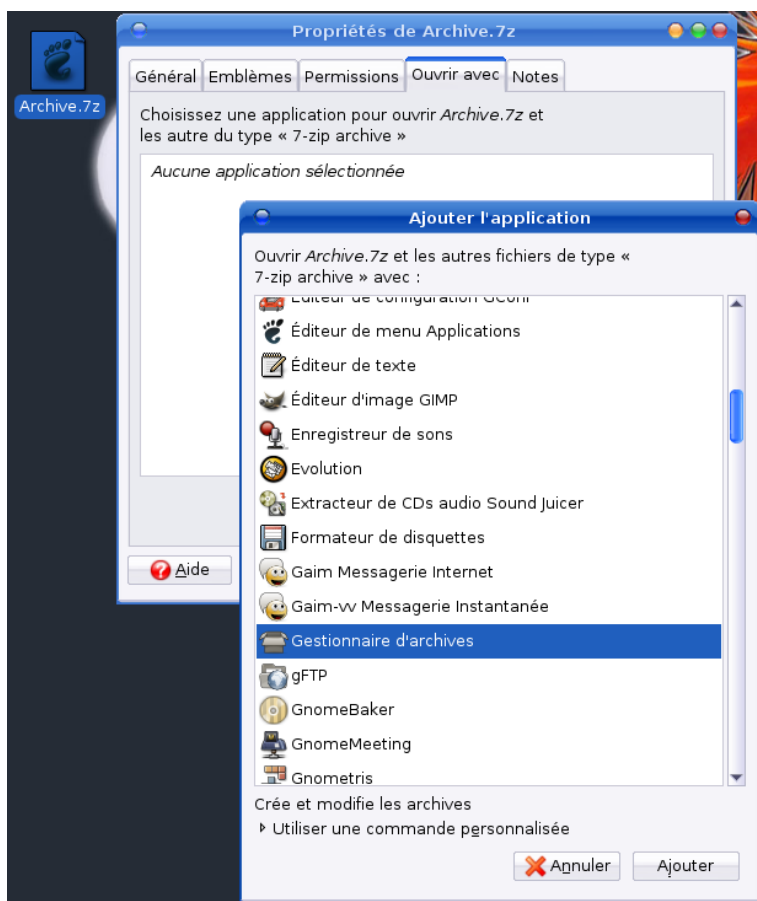 Archive.7z
Propriétés de Archive.7z
Général
Emblèmes
Permissions
Ouvrir avec
Notes
Choisissez une application pour ouvrir Archive.7z et
les autre du type « 7-zip archive »
Aucune application sélectionnée
Aide
Ajouter l'application
Ouvrir Archive.7z et les autres fichiers de type «
7-zip archive » avec :
Éditeur de configuration GConf
Éditeur de menu Applications
Éditeur de texte
Éditeur d'image GIMP
Enregistreur de sons
Evolution
Extracteur de CDs audio Sound Juicer
Formateur de disquettes
Gaim Messagerie Internet
Gaim-vv Messagerie Instantanée
Gestionnaire d'archives
gFTP
GnomeBaker
GnomeMeeting
Gnometris
Crée et modifie les archives
Utiliser une commande personnalisée
Annuler
Ajouter